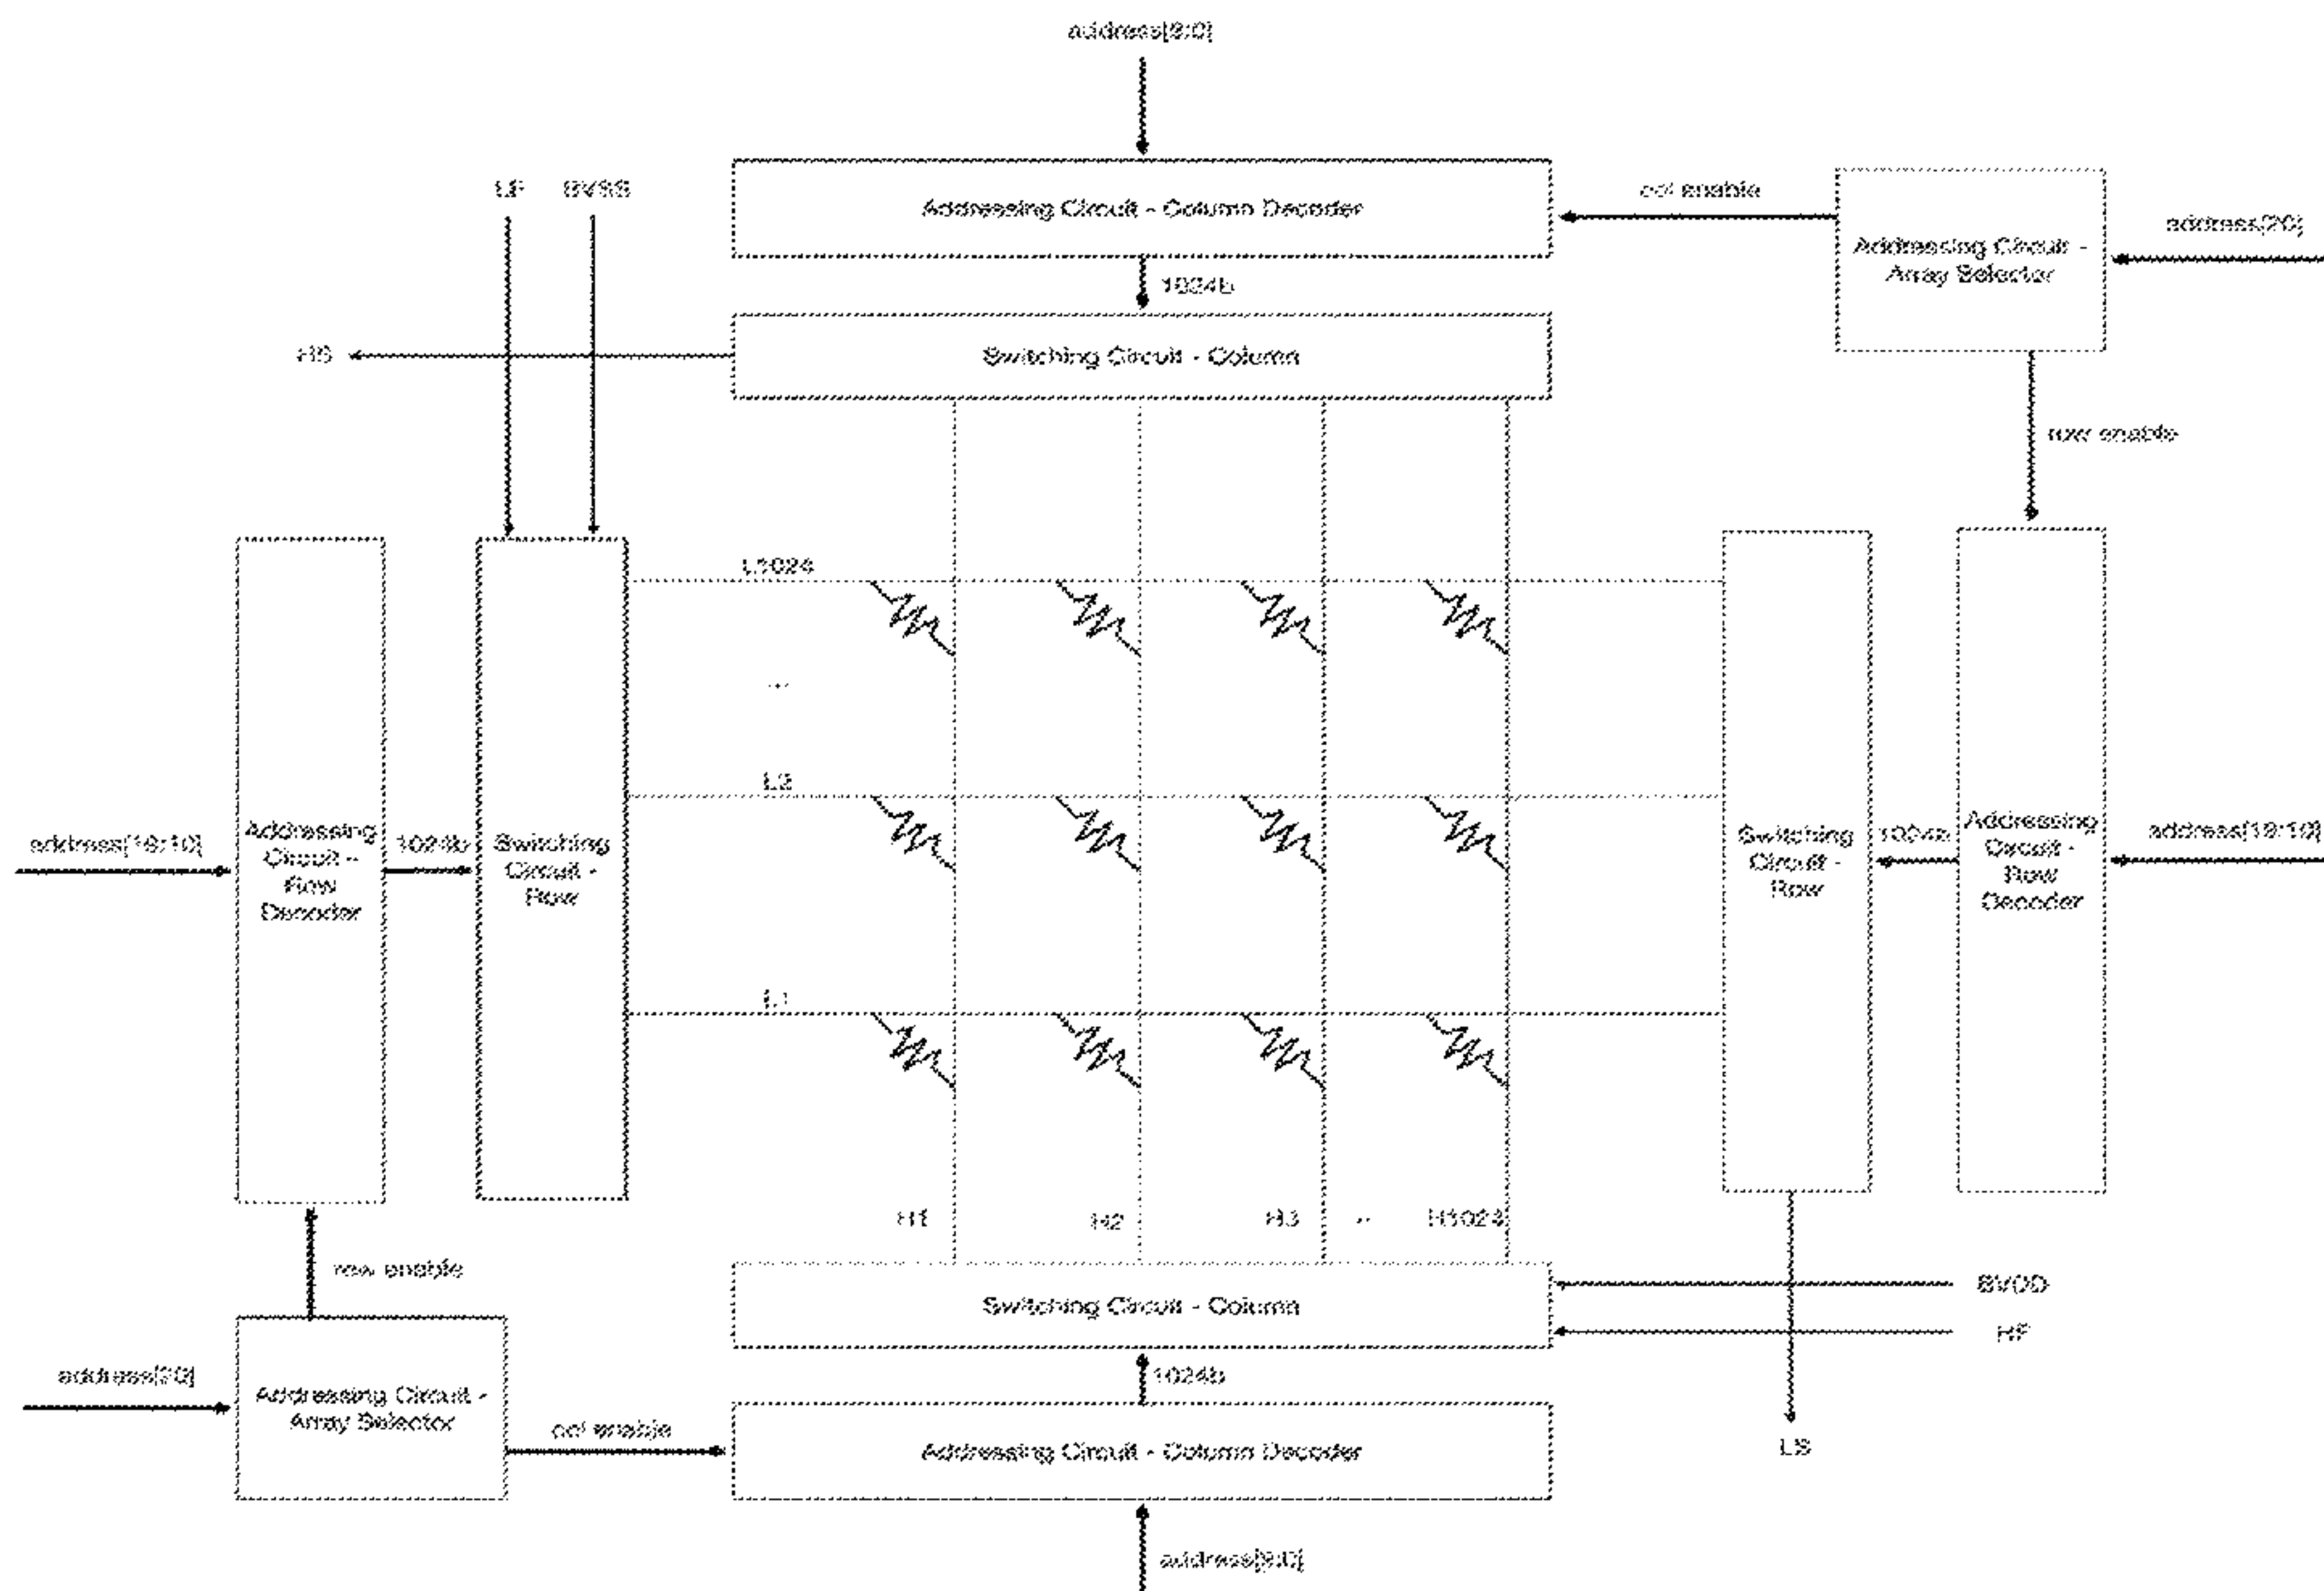 address[9:0]
LF
BVSS
Addressing Circuit - Column Decoder
col enable
Addressing Circuit -
Array Selector
address[20]
1024b
HS
Switching Circuit - Column
row enable
L1024
...
L2
address[19:10]
Addressing
Circuit -
Row
Decoder
1024b
Switching
Circuit -
Row
Switching
Circuit -
Row
Addressing
Circuit -
Row
Decoder
address[19:10]
L1
H1
H2
H3
..
H1024
row enable
Switching Circuit - Column
BVDD
HF
address[20]
Addressing Circuit -
Array Selector
col enable
1024b
Addressing Circuit - Column Decoder
LS
address[9:0]